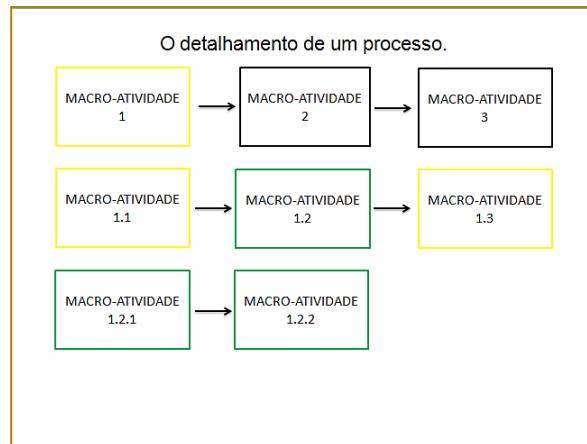 O detalhamento de um processo.
MACRO-ATIVIDADE
1
MACRO-ATIVIDADE
2
MACRO-ATIVIDADE
3
MACRO-ATIVIDADE
1.1
MACRO-ATIVIDADE
1.2
MACRO-ATIVIDADE
1.3
MACRO-ATIVIDADE
1.2.1
MACRO-ATIVIDADE
1.2.2